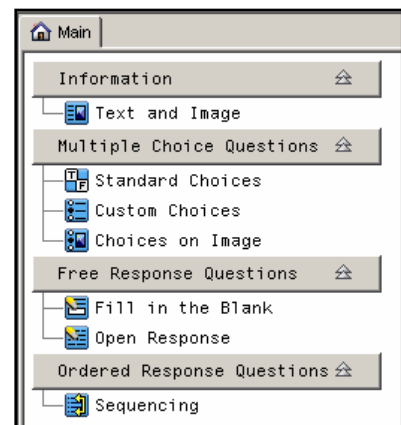 Main
Information
Text and Image
Multiple Choice Questions
T F Standard Choices
Custom Choices
Choices on Image
Free Response Questions
Fill in the Blank
Open Response
Ordered Response Questions
Sequencing